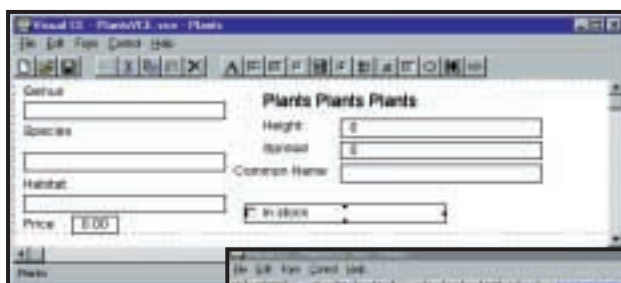 Visual CE - PlantsVCE.vce - Plants
File Edit Form Control Help
Genus
Plants Plants Plants
Height 0
Species
Spread 0
Common Name
Habitat
In stock
Price 0.00
Plants
File Edit Form Control Help